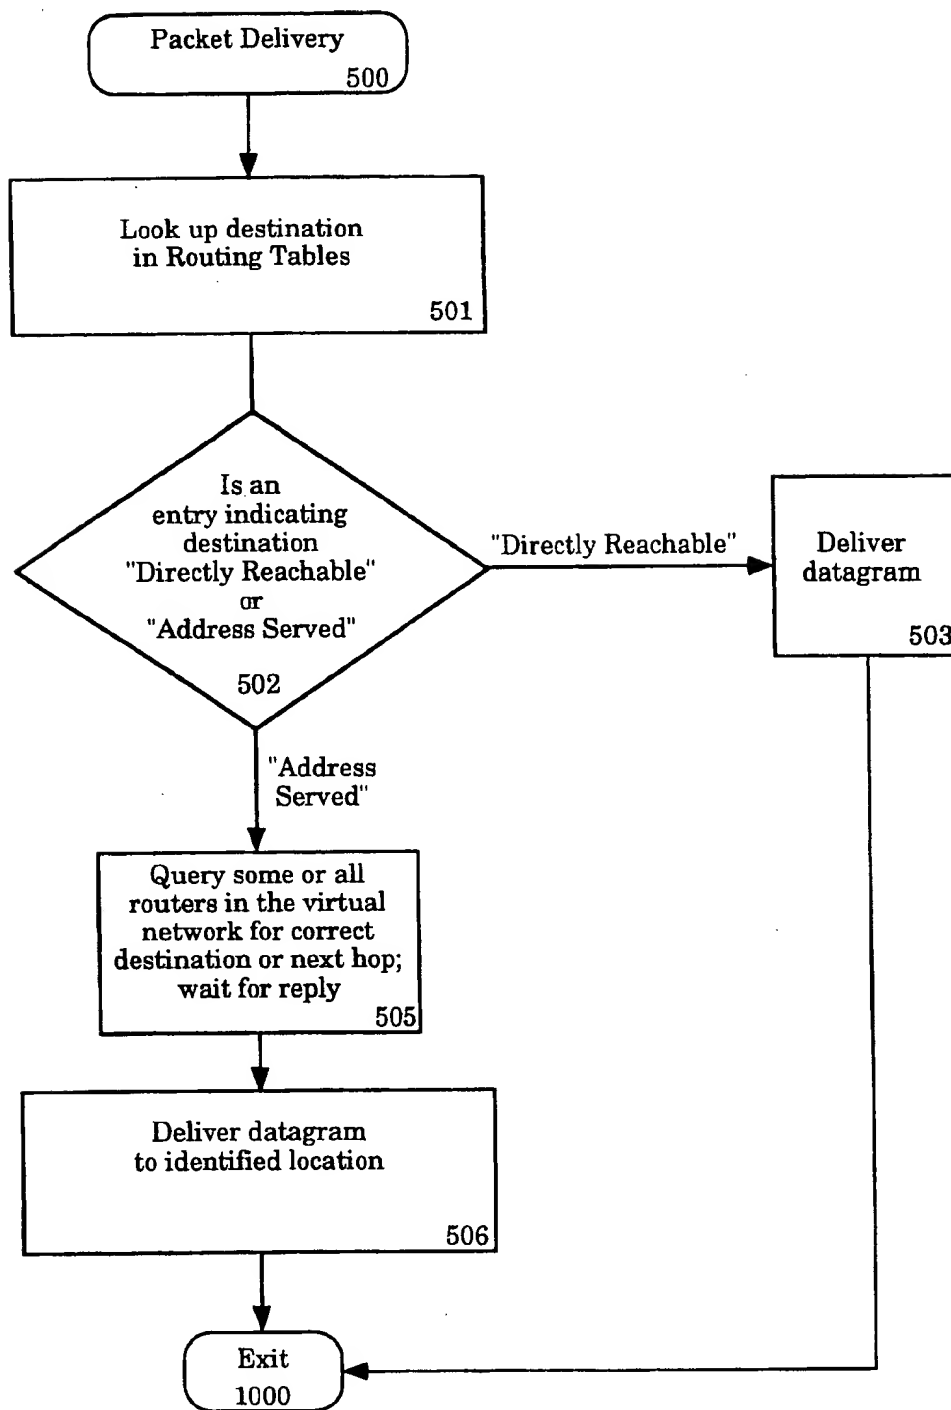 Packet Delivery
500
Look up destination
in Routing Tables
501
Is an
entry indicating
destination
"Directly Reachable"
or
"Address Served"
502
"Directly Reachable"
Deliver
datagram
503
"Address
Served"
Query some or all
routers in the virtual
network for correct
destination or next hop;
wait for reply
505
Deliver datagram
to identified location
506
Exit
1000